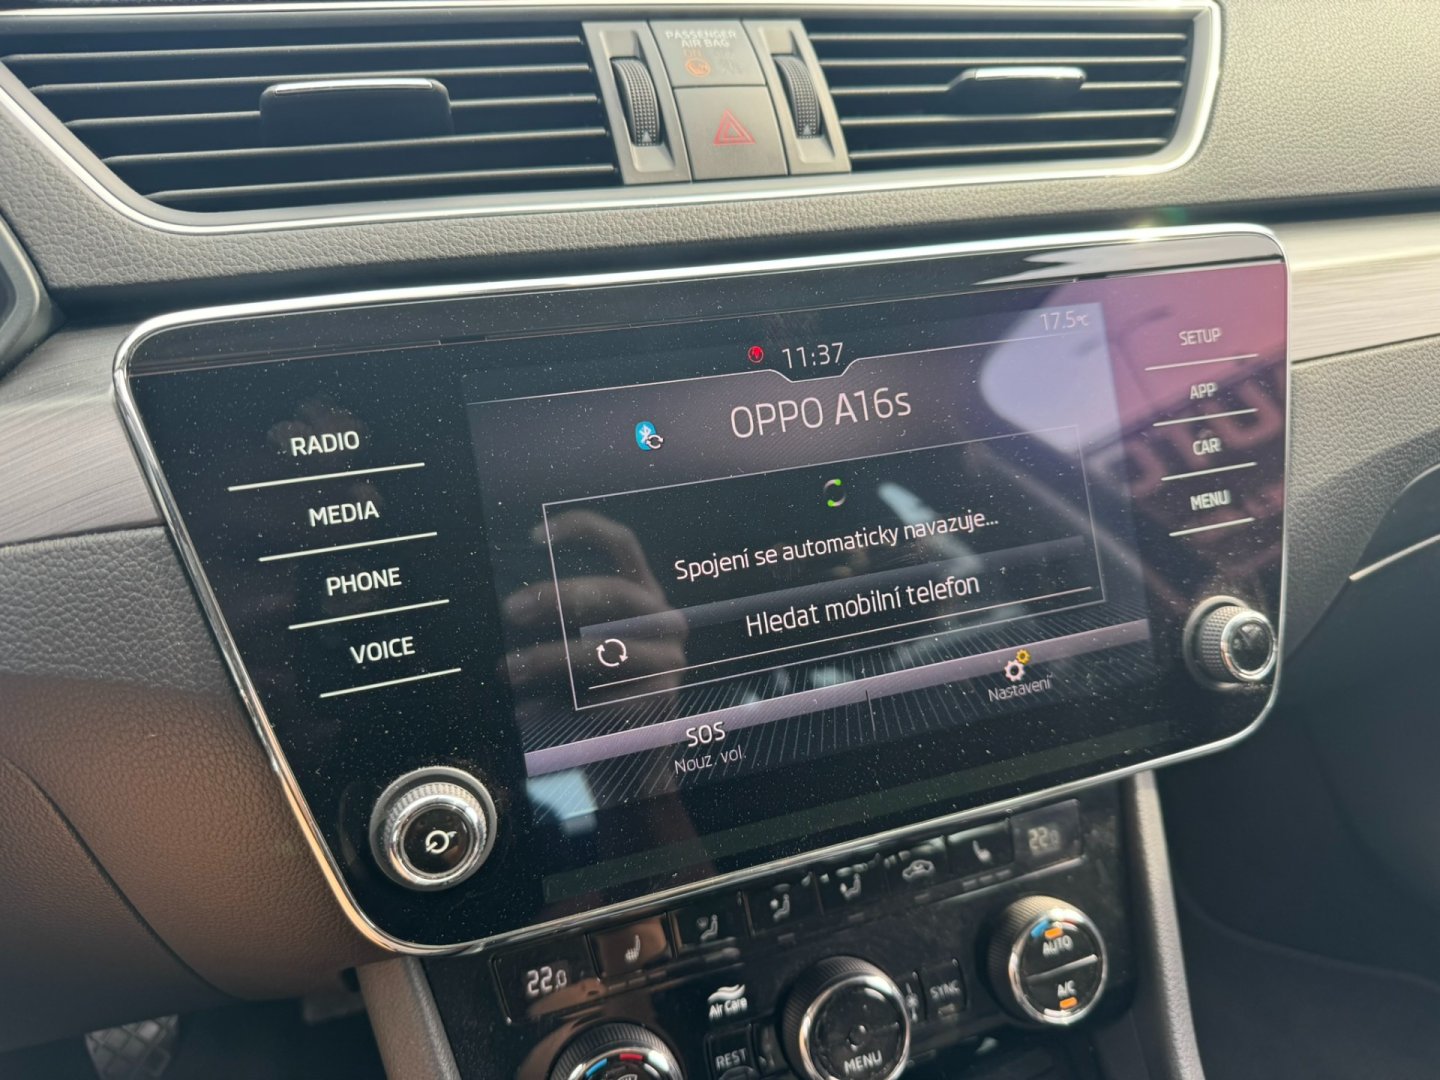 PASSENGER
AIR BAG
ON
17.5°C
11:37
OPPO A16s
Spojení se automaticky navazuje...
Hledat mobilní telefon
SOS
Nouz. vol.
Nastavení
RADIO
MEDIA
PHONE
VOICE
SETUP
APP
CAR
MENU
22.0
22.0
Air Care
REST
MENU
SYNC
AUTO
A/C